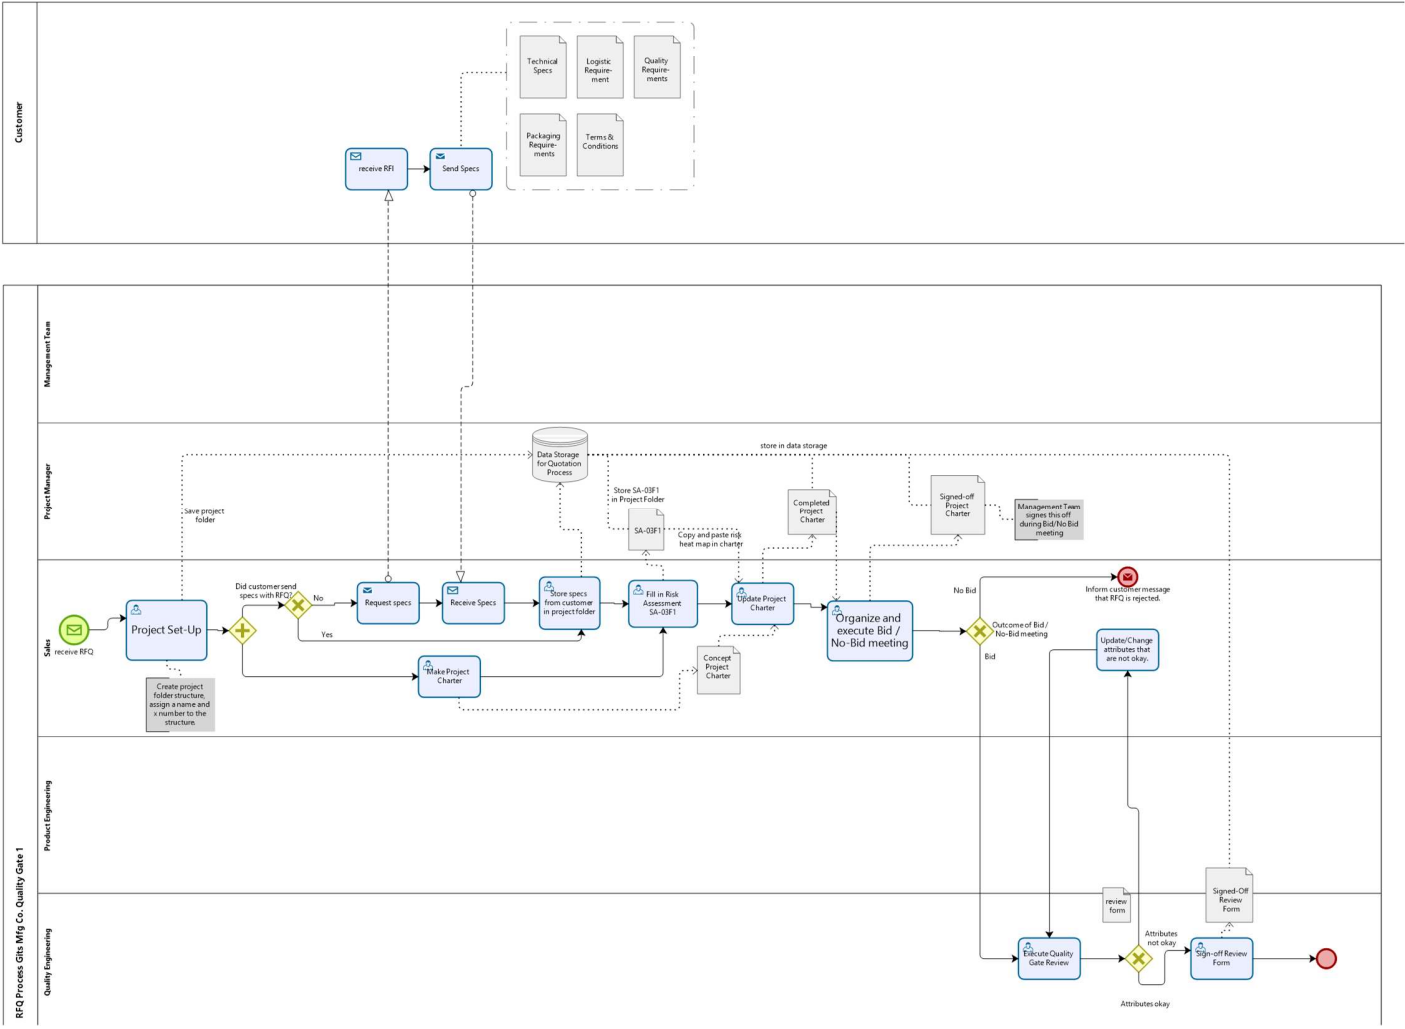 Customer
Technical
Specs
Logistic
Require-
ment
Quality
Require-
ments
Packaging
Require-
ments
Terms &
Conditions
receive RFI
Send Specs
RFQ Process Gits Mfg Co. Quality Gate 1
Management Team
Project Manager
Data Storage
for Quotation
Process
store in data storage
Save project
folder
Store SA-03F1
in Project Folder
SA-03F1
Copy and paste risk
heat map in charter
Completed
Project
Charter
Signed-off
Project
Charter
Management Team
signes this off
during Bid/No Bid
meeting
Sales
receive RFQ
Project Set-Up
Create project
folder structure,
assign a name and
x number to the
structure.
Did customer send
specs with RFQ?
No
Yes
Request specs
Receive Specs
Store specs
from customer
in project folder
Fill in Risk
Assessment
SA-03F1
Update Project
Charter
Make Project
Charter
Concept
Project
Charter
Organize and
execute Bid /
No-Bid meeting
No Bid
Outcome of Bid /
No-Bid meeting
Bid
Inform customer message
that RFQ is rejected.
Update/Change
attributes that
are not okay.
Product Engineering
Quality Engineering
review
form
Signed-Off
Review
Form
Execute Quality
Gate Review
Attributes
not okay
Sign-off Review
Form
Attributes okay